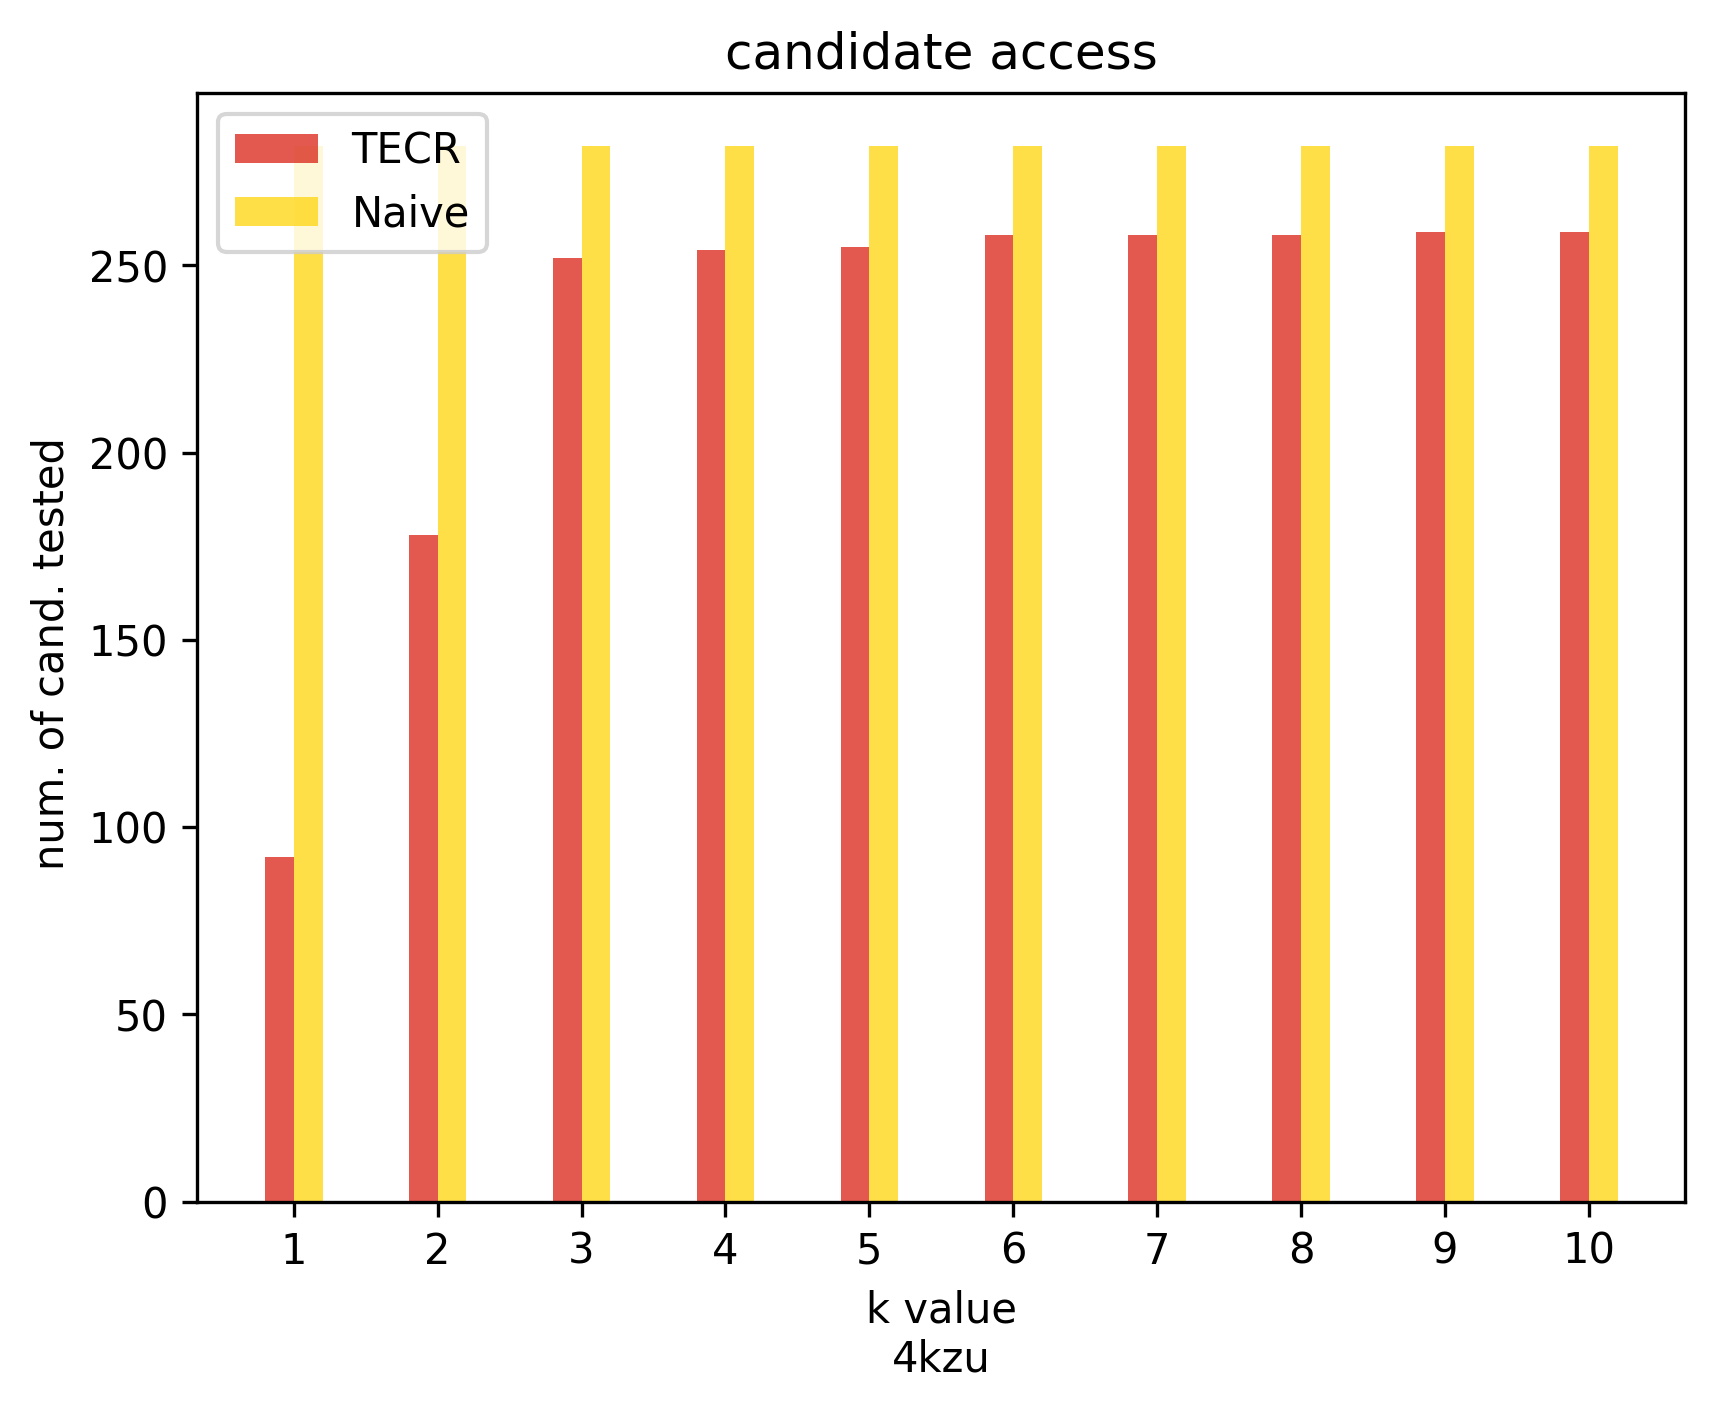 candidate access
TECR
Naive
num. of cand. tested
250
200
150
100
50
0
1 2 3 4 5 6 7 8 9 10
k value
4kzu